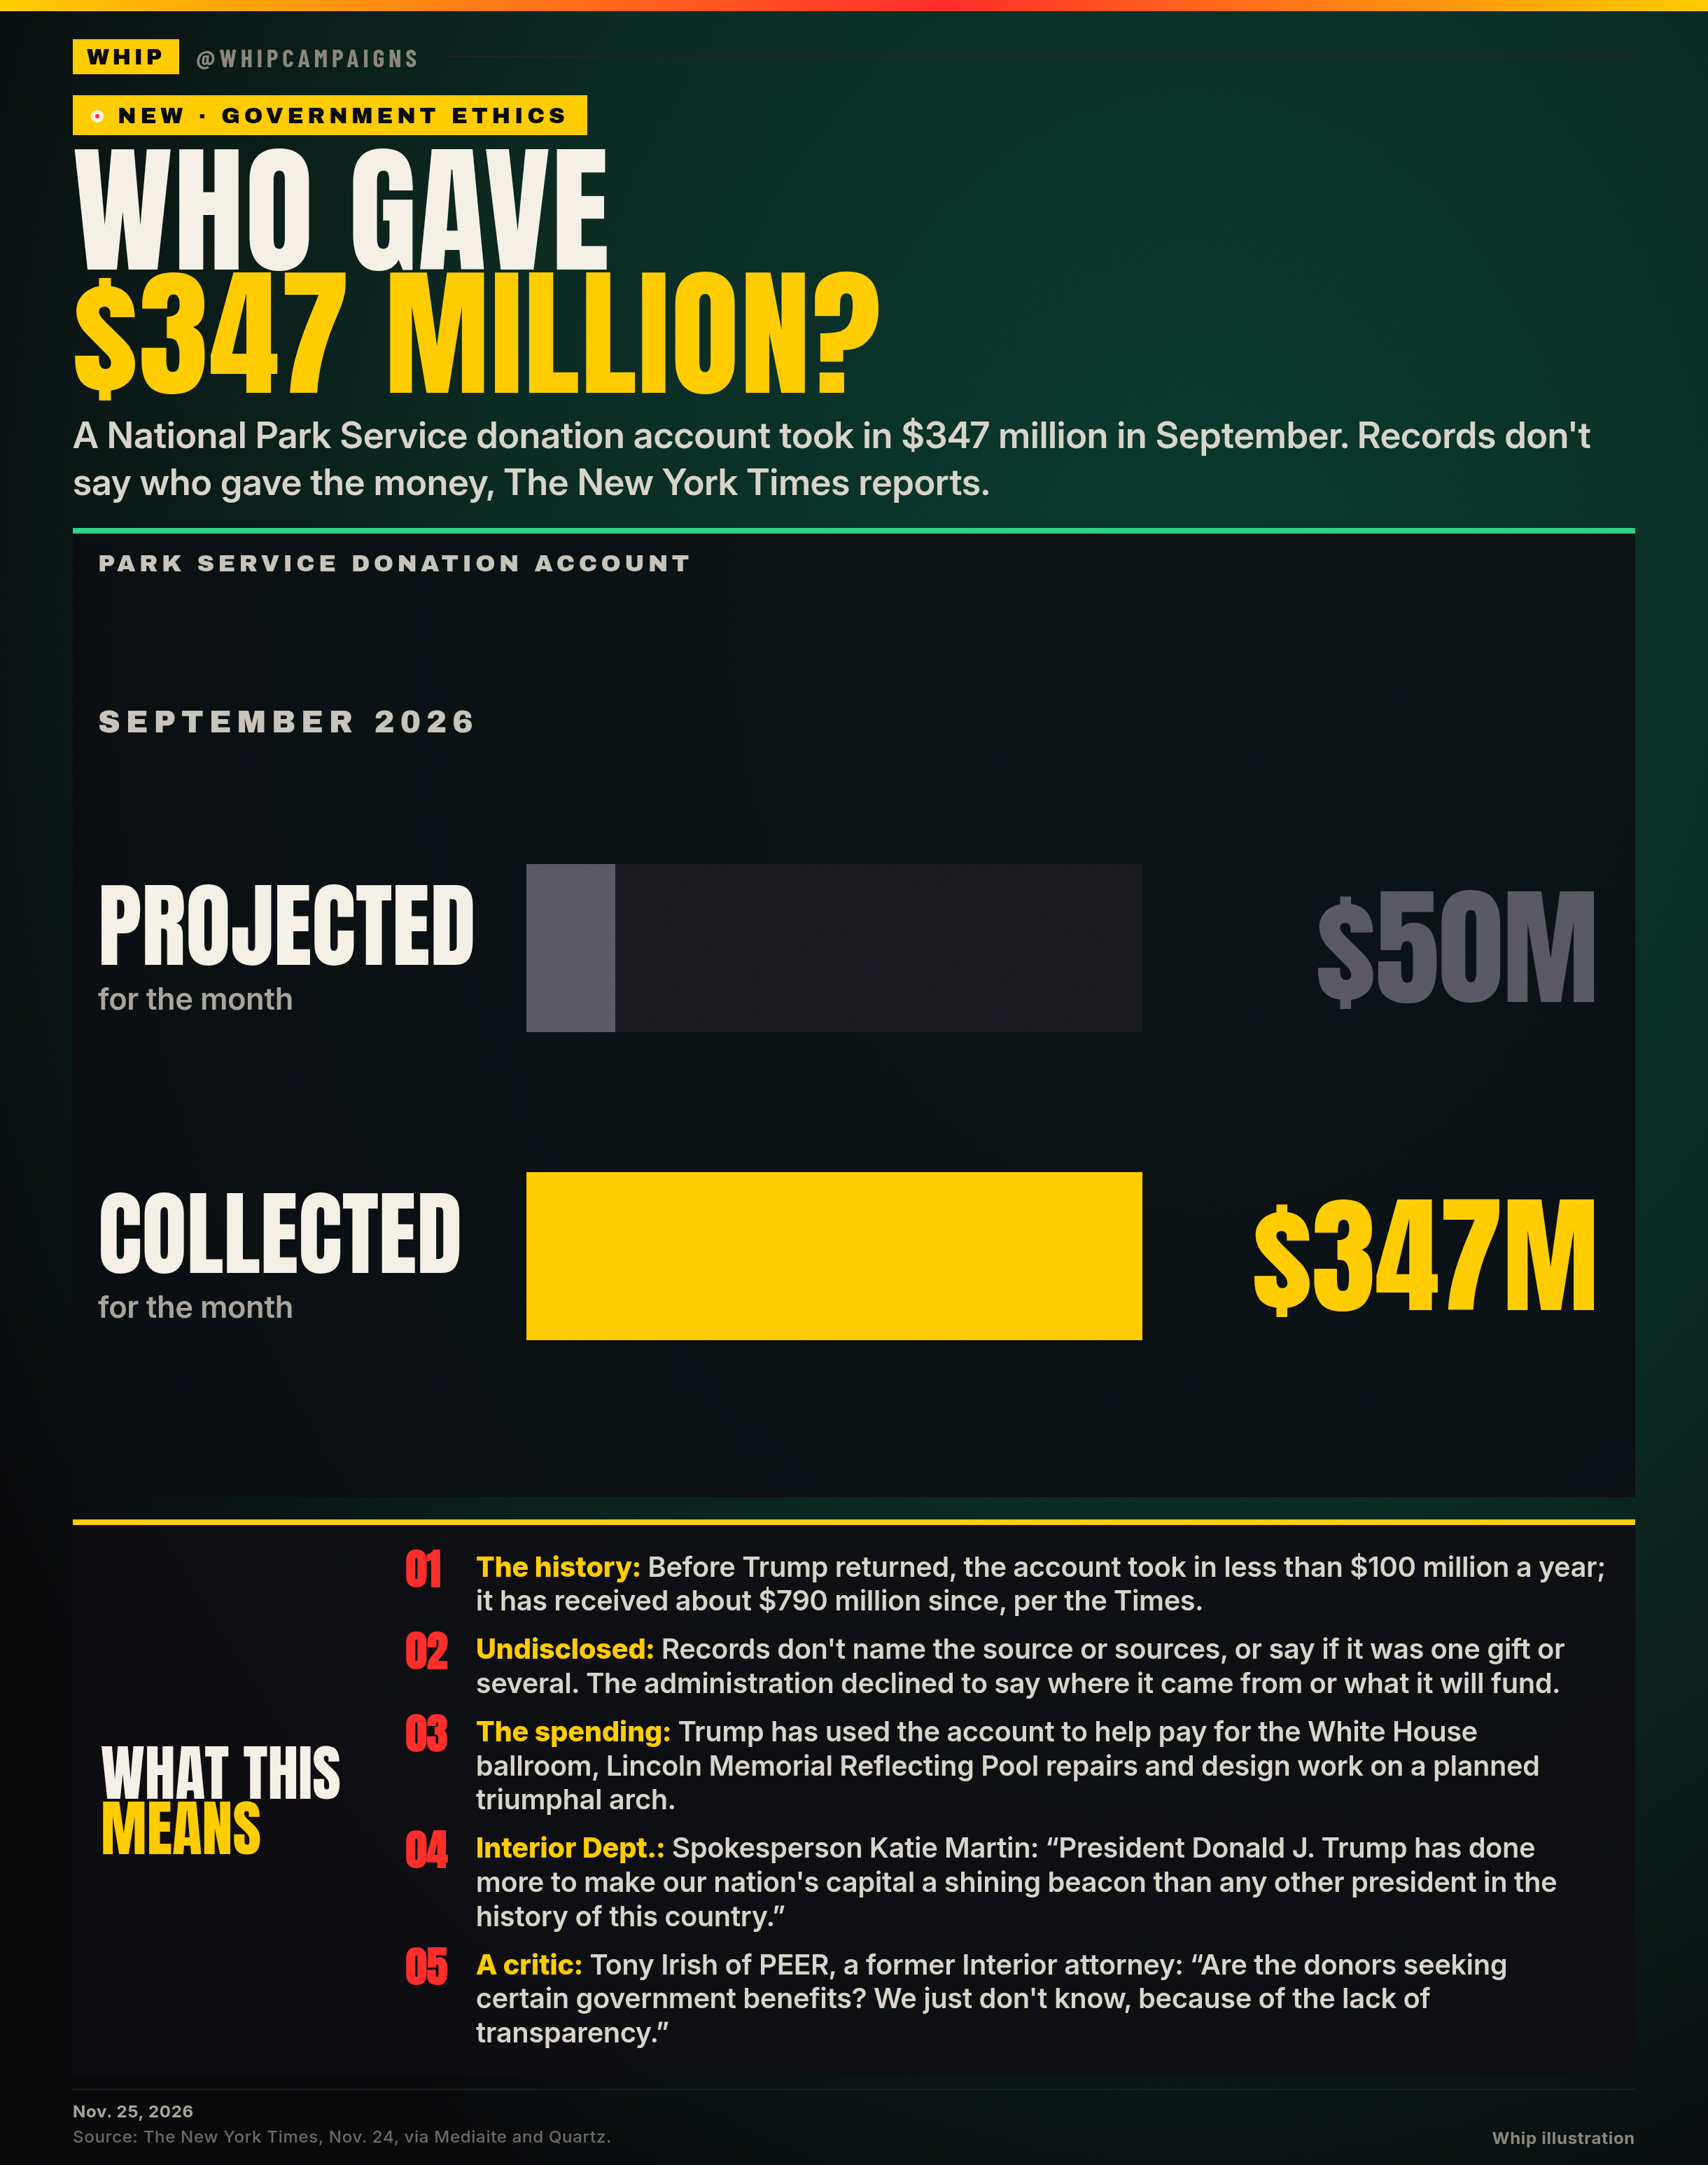 WHIP @WHIPCAMPAIGNS
NEW · GOVERNMENT ETHICS
WHO GAVE
$347 MILLION?
A National Park Service donation account took in $347 million in September. Records don't
say who gave the money, The New York Times reports.
PARK SERVICE DONATION ACCOUNT
SEPTEMBER 2026
PROJECTED
for the month
$50M
COLLECTED
for the month
$347M
WHAT THIS
MEANS
01 The history: Before Trump returned, the account took in less than $100 million a year;
it has received about $790 million since, per the Times.
02 Undisclosed: Records don't name the source or sources, or say if it was one gift or
several. The administration declined to say where it came from or what it will fund.
03 The spending: Trump has used the account to help pay for the White House
ballroom, Lincoln Memorial Reflecting Pool repairs and design work on a planned
triumphal arch.
04 Interior Dept.: Spokesperson Katie Martin: “President Donald J. Trump has done
more to make our nation's capital a shining beacon than any other president in the
history of this country.”
05 A critic: Tony Irish of PEER, a former Interior attorney: “Are the donors seeking
certain government benefits? We just don't know, because of the lack of
transparency.”
Nov. 25, 2026
Source: The New York Times, Nov. 24, via Mediaite and Quartz.
Whip illustration